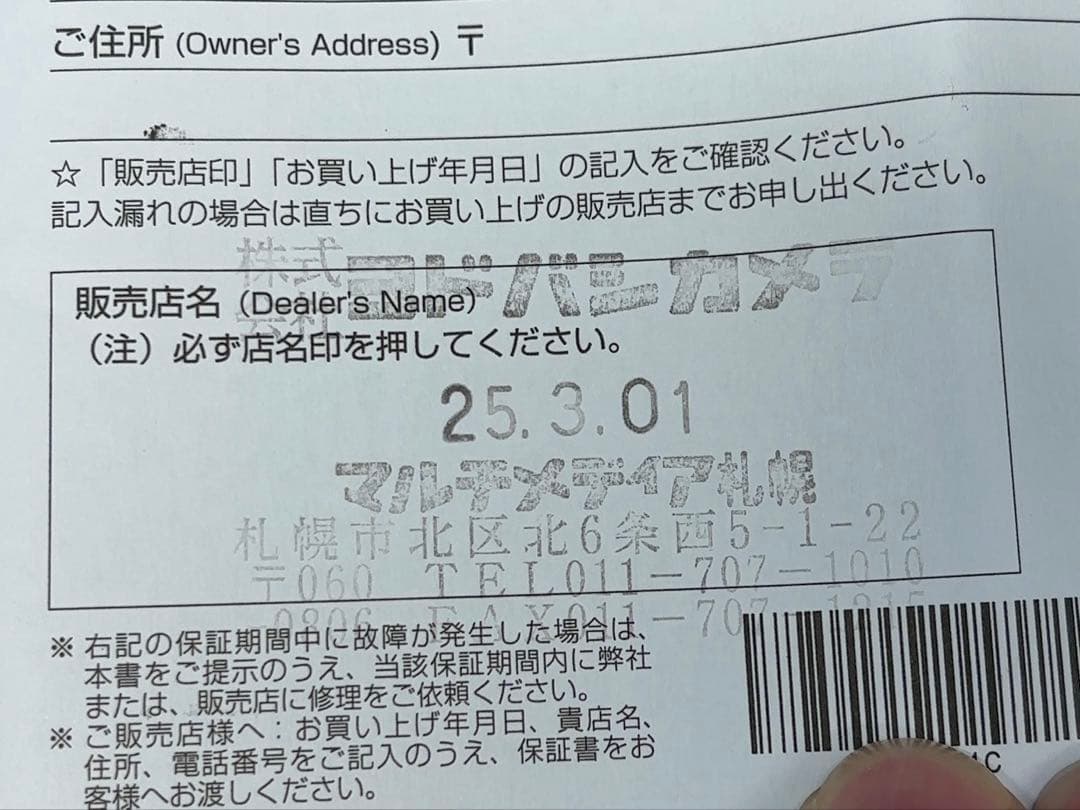 ご住所 (Owner's Address) 〒
☆「販売店印」「お買い上げ年月日」の記入をご確認ください。
記入漏れの場合は直ちにお買い上げの販売店までお申し出ください。
株式会社 ヨドバシカメラ
販売店名 (Dealer's Name)
（注）必ず店名印を押してください。
25.3.01
マルチメディア札幌
札幌市北区北6条西5-1-22
〒060 TEL011-707-1010
-0806 FAX011-707-1215
※ 右記の保証期間中に故障が発生した場合は、
本書をご提示のうえ、当該保証期間内に弊社
または、販売店に修理をご依頼ください。
※ ご販売店様へ：お買い上げ年月日、貴店名、
住所、電話番号をご記入のうえ、保証書をお
客様へお渡しください。
1C